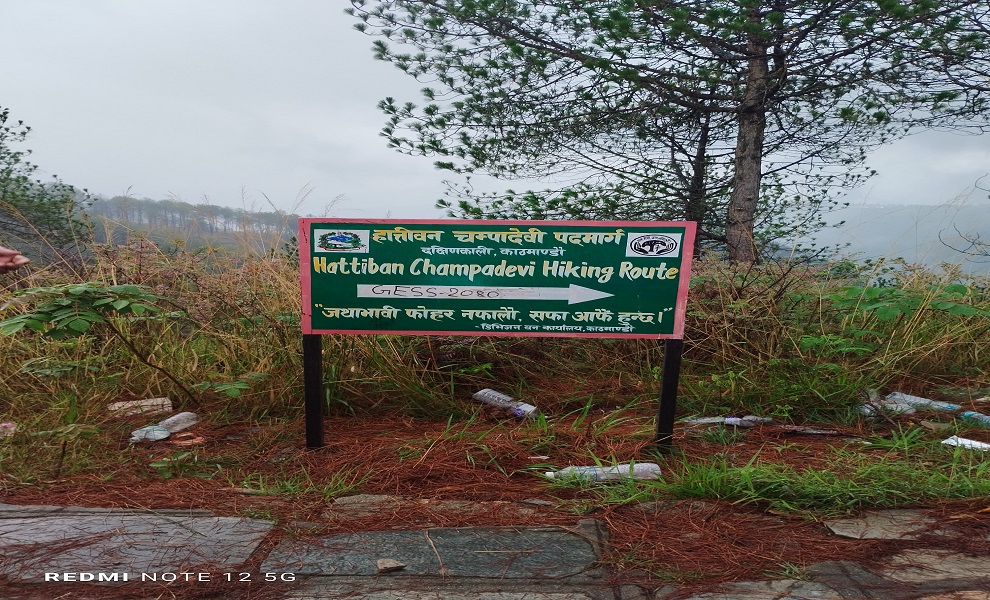 हात्तीवन चम्पादेवी पदमार्ग
दक्षिणकाली, काठमाण्डौं
Hattiban Champadevi Hiking Route
GESS-2080
"जथाभावी फोहर नफालौं, सफा आफैं हुन्छ।"
- डिभिजन वन कार्यालय, काठमाण्डौं
REDMI NOTE 12 5G